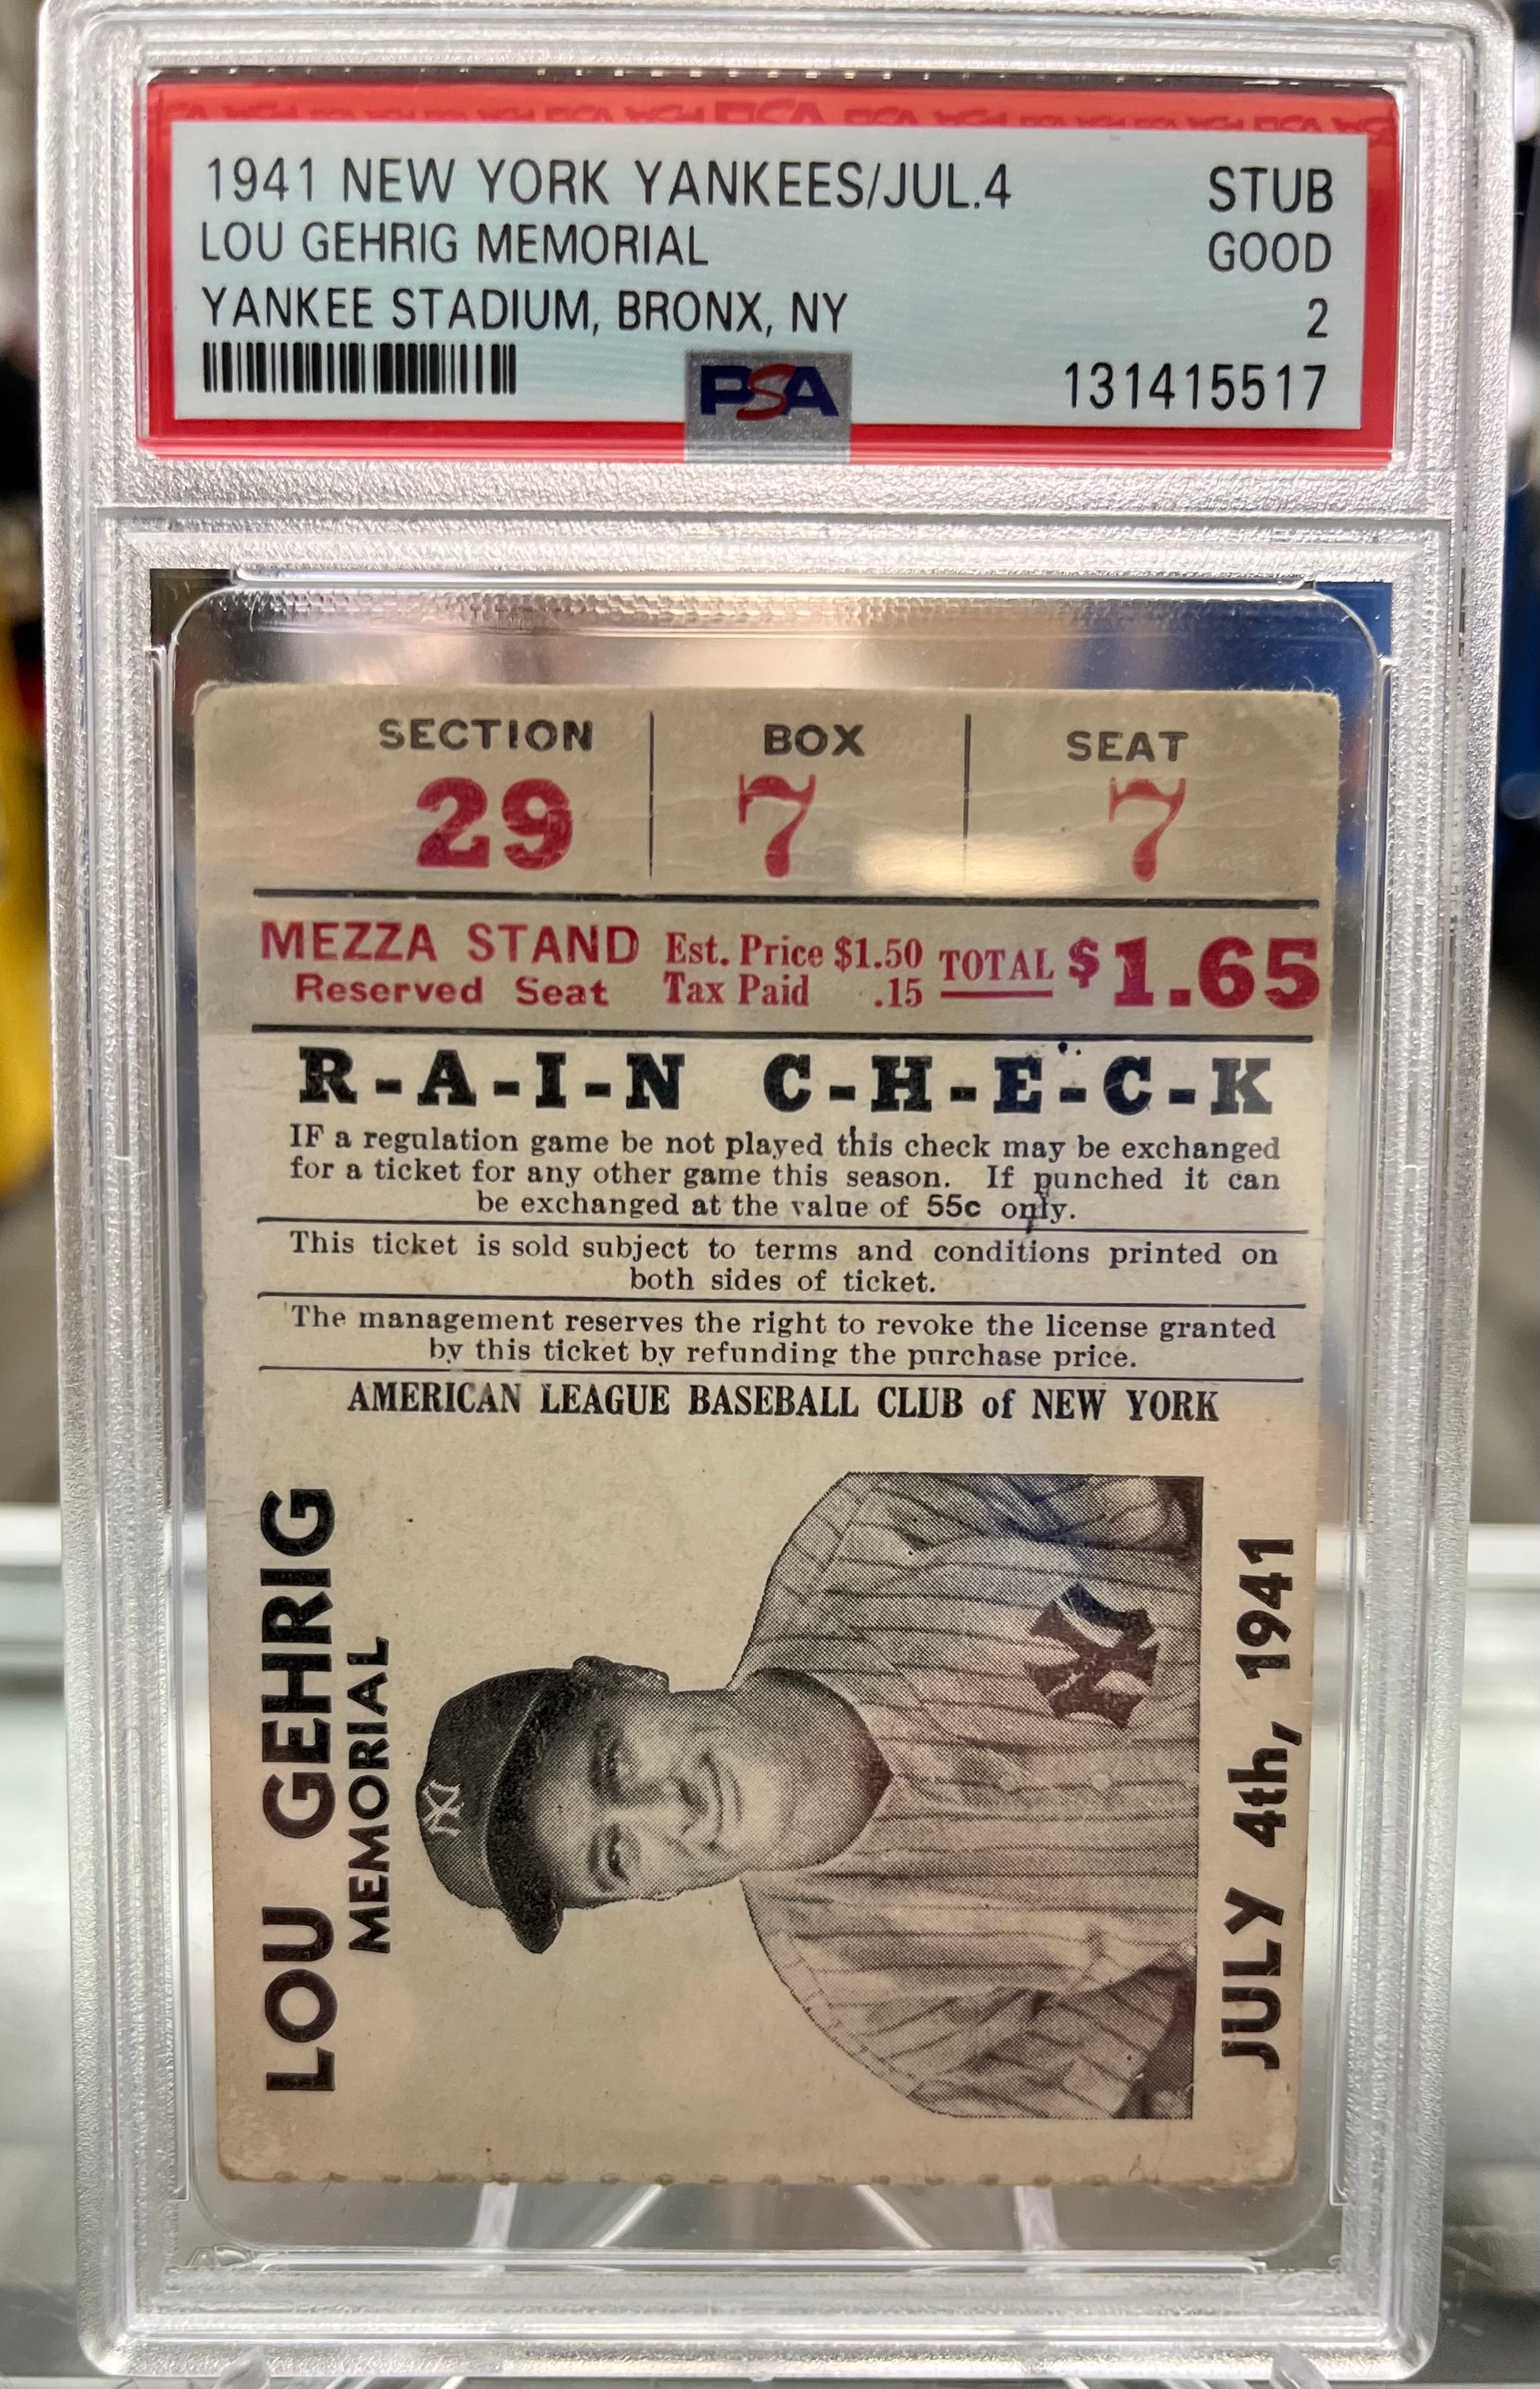 1941 NEW YORK YANKEES/JUL.4 STUB
LOU GEHRIG MEMORIAL GOOD
YANKEE STADIUM, BRONX, NY 2
PSA 131415517
SECTION BOX SEAT
29 7 7
MEZZA STAND Est. Price $1.50 TOTAL $1.65
Reserved Seat Tax Paid .15
R-A-I-N C-H-E-C-K
IF a regulation game be not played this check may be exchanged
for a ticket for any other game this season. If punched it can
be exchanged at the value of 55c only.
This ticket is sold subject to terms and conditions printed on
both sides of ticket.
The management reserves the right to revoke the license granted
by this ticket by refunding the purchase price.
AMERICAN LEAGUE BASEBALL CLUB of NEW YORK
LOU GEHRIG
MEMORIAL
NY
NY
JULY 4th, 1941